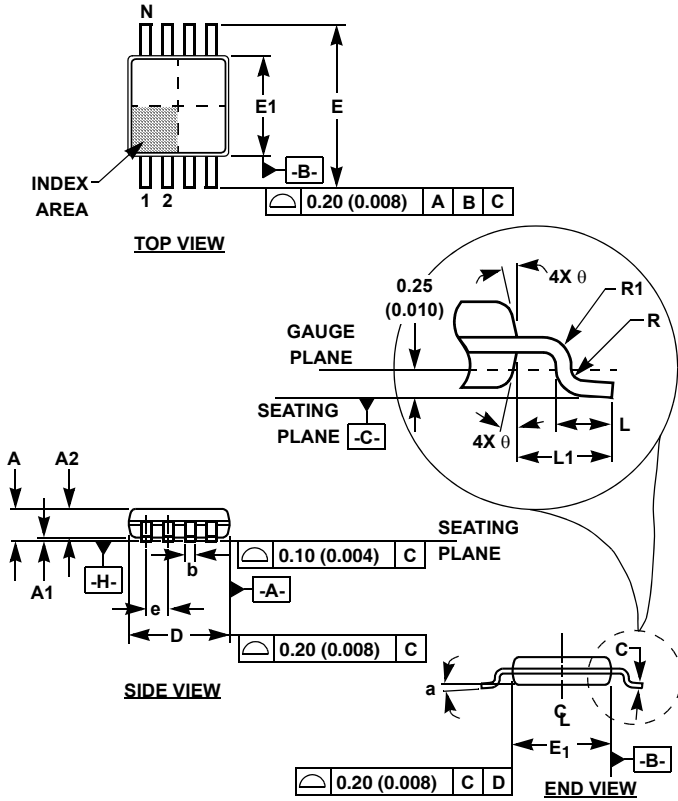 N
E1
E
-B-
INDEX
AREA
1 2
0.20 (0.008) A B C
TOP VIEW
0.25
(0.010)
4X θ
R1
R
GAUGE
PLANE
SEATING
PLANE
-C-
4X θ
L
L1
A
A2
SEATING
PLANE
0.10 (0.004) C
A1
-H-
b
-A-
e
D
0.20 (0.008) C
SIDE VIEW
C
a
CL
E1
-B-
0.20 (0.008) C D
END VIEW